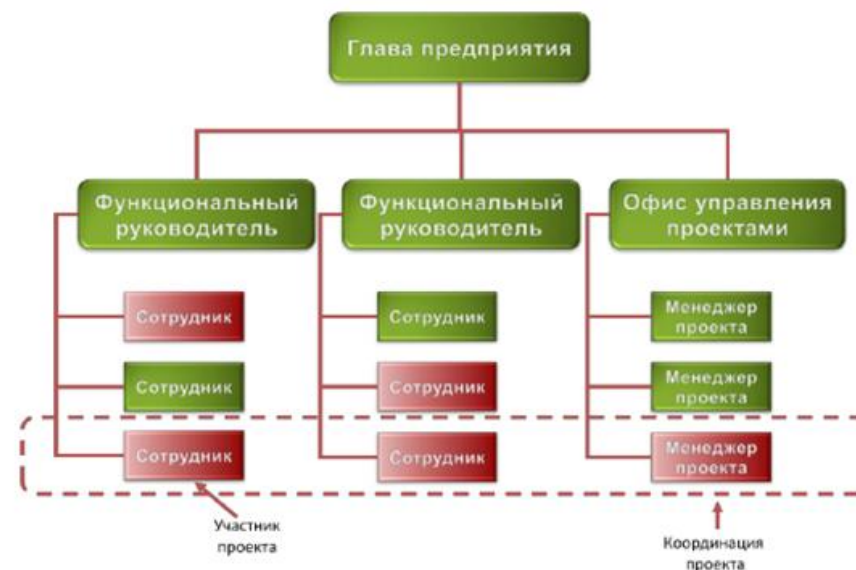 Глава предприятия
Функциональный
руководитель
Функциональный
руководитель
Офис управления
проектами
Сотрудник
Сотрудник
Менеджер
проекта
Сотрудник
Сотрудник
Менеджер
проекта
Сотрудник
Сотрудник
Менеджер
проекта
Участник
проекта
Координация
проекта